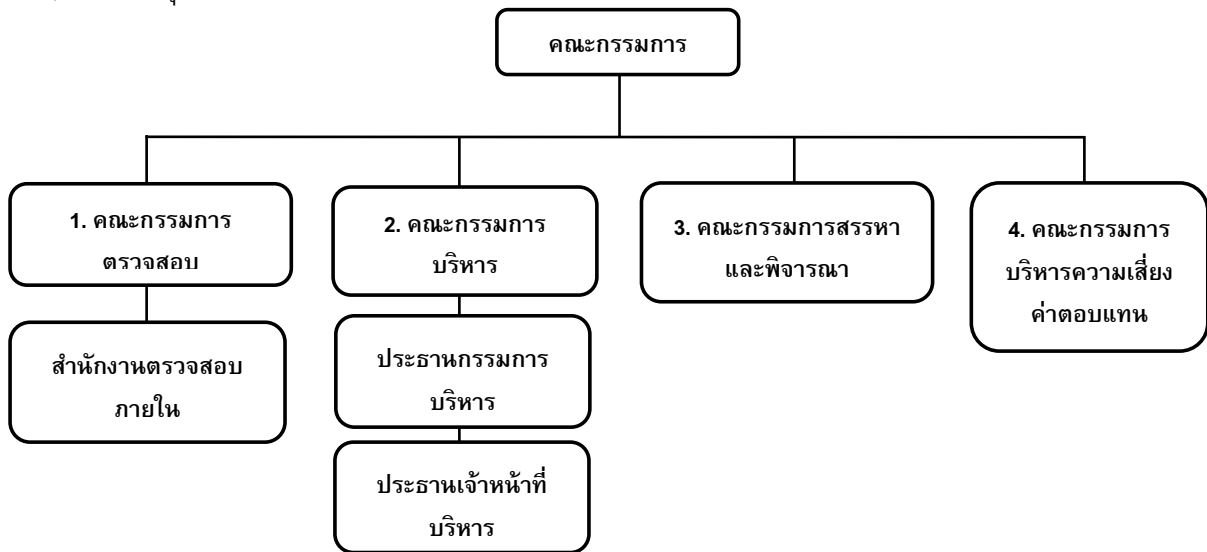 คณะกรรมการ
1. คณะกรรมการ
ตรวจสอบ
2. คณะกรรมการ
บริหาร
3. คณะกรรมการสรรหา
และพิจารณา
4. คณะกรรมการ
บริหารความเสี่ยง
ค่าตอบแทน
สำนักงานตรวจสอบ
ภายใน
ประธานกรรมการ
บริหาร
ประธานเจ้าหน้าที่
บริหาร